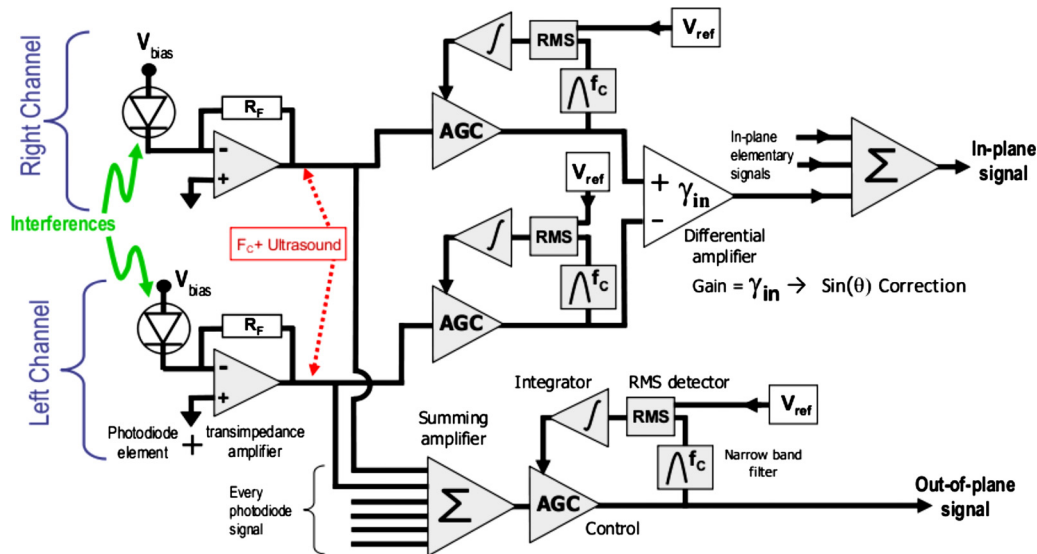 Right Channel
V bias
R F
-
+
AGC
∫
RMS
V ref
f C
Interferences
F C + Ultrasound
V ref
∫
RMS
f C
AGC
+
γ in
-
Differential
amplifier
Gain = γ in → Sin(θ) Correction
In-plane
elementary
signals
Σ
In-plane
signal
Left Channel
V bias
R F
-
+
Photodiode
element
+
transimpedance
amplifier
Every
photodiode
signal
Summing
amplifier
Σ
Integrator
∫
RMS detector
RMS
V ref
f C
Narrow band
filter
AGC
Control
Out-of-plane
signal